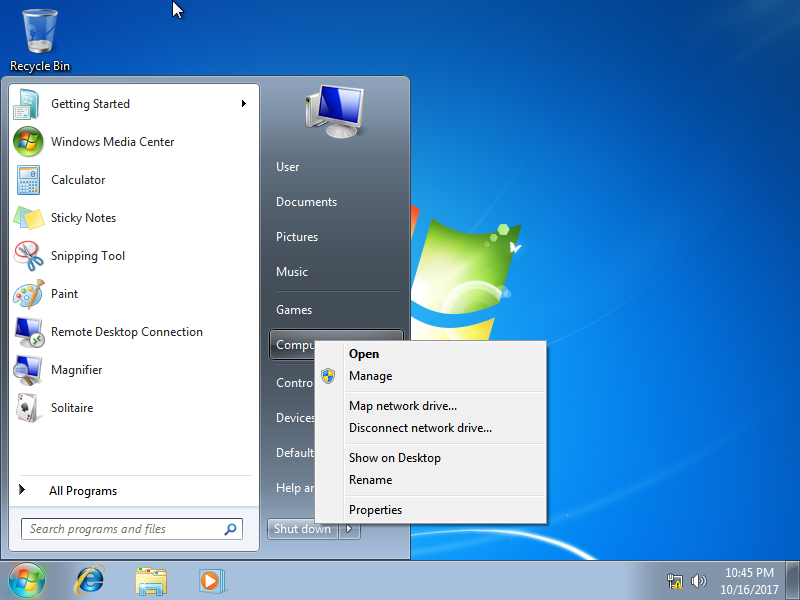 Recycle Bin
Getting Started
Windows Media Center
Calculator
Sticky Notes
Snipping Tool
Paint
Remote Desktop Connection
Magnifier
Solitaire
All Programs
Search programs and files
User
Documents
Pictures
Music
Games
Compu
Contro
Devices
Default
Help an
Shut down
Open
Manage
Map network drive...
Disconnect network drive...
Show on Desktop
Rename
Properties
10:45 PM
10/16/2017